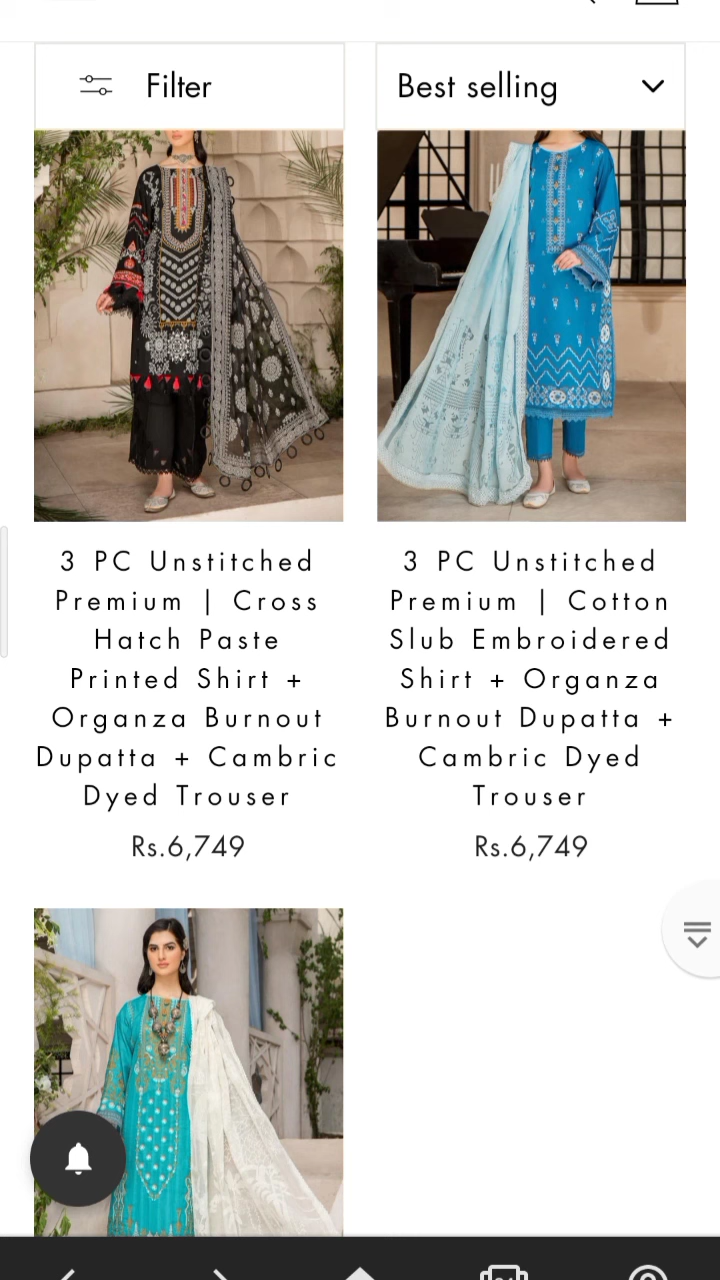 Filter
Best selling
3 PC Unstitched
Premium | Cross
Hatch Paste
Printed Shirt +
Organza Burnout
Dupatta + Cambric
Dyed Trouser
Rs.6,749
3 PC Unstitched
Premium | Cotton
Slub Embroidered
Shirt + Organza
Burnout Dupatta +
Cambric Dyed
Trouser
Rs.6,749